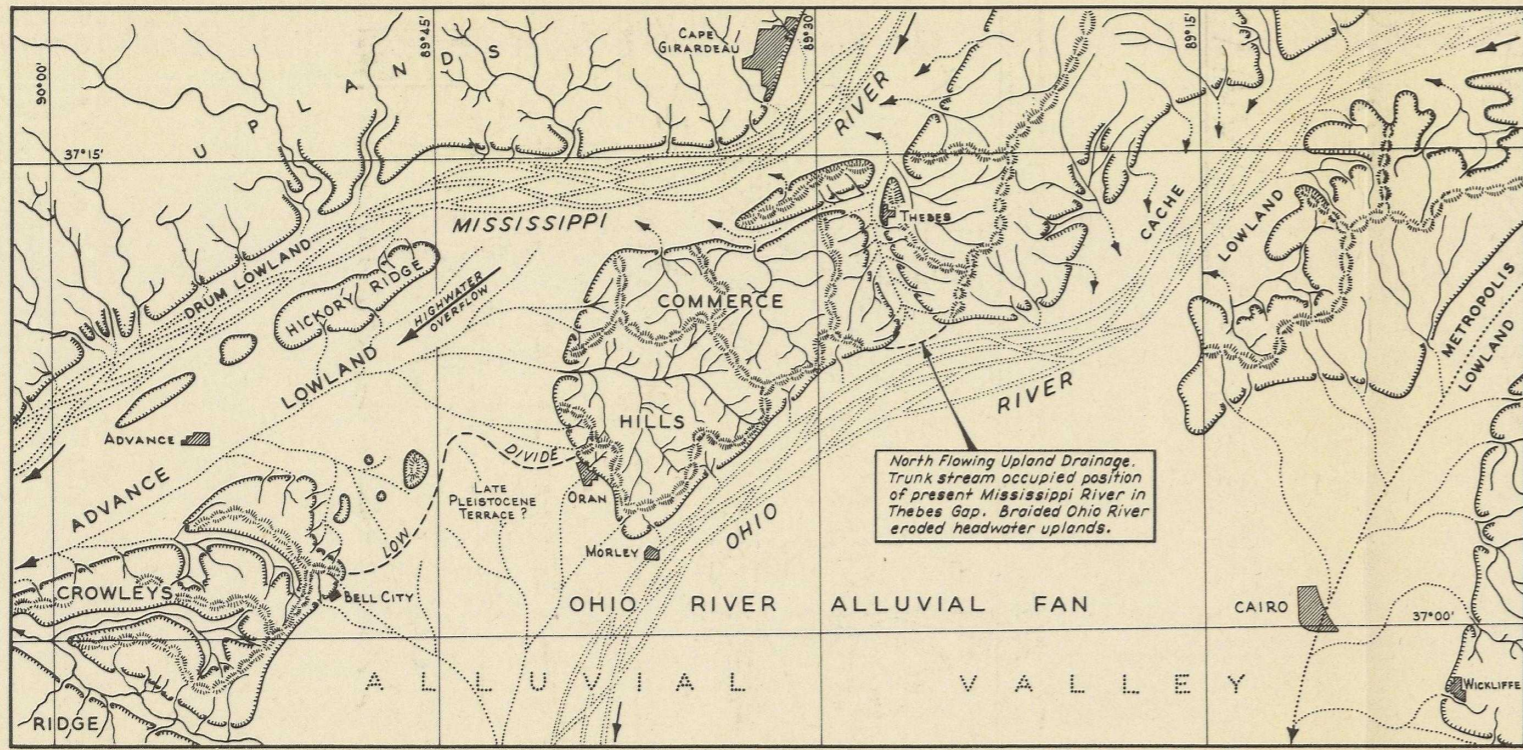 90°00'
89°45'
89°30'
89°15'
UPLANDS
CAPE
GIRARDEAU
RIVER
37°15'
MISSISSIPPI
THEBES
CACHE
LOWLAND
DRUM LOWLAND
HICKORY RIDGE
HIGHWATER
OVERFLOW
COMMERCE
HILLS
METROPOLIS
LOWLAND
ADVANCE
LOWLAND
ADVANCE
RIVER
OHIO
LOW DIVIDE
LATE
PLEISTOCENE
TERRACE ?
ORAN
MORLEY
North Flowing Upland Drainage.
Trunk stream occupied position
of present Mississippi River in
Thebes Gap. Braided Ohio River
eroded headwater uplands.
CROWLEYS
BELL CITY
OHIO RIVER ALLUVIAL FAN
CAIRO
37°00'
ALLUVIAL VALLEY
WICKLIFFE
RIDGE